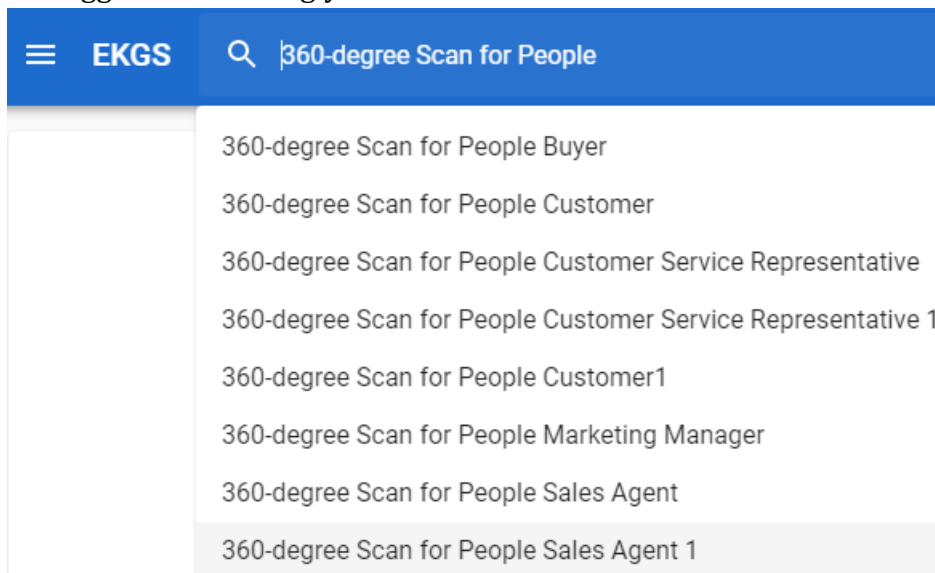 EKGS
360-degree Scan for People
360-degree Scan for People Buyer
360-degree Scan for People Customer
360-degree Scan for People Customer Service Representative
360-degree Scan for People Customer Service Representative 1
360-degree Scan for People Customer1
360-degree Scan for People Marketing Manager
360-degree Scan for People Sales Agent
360-degree Scan for People Sales Agent 1